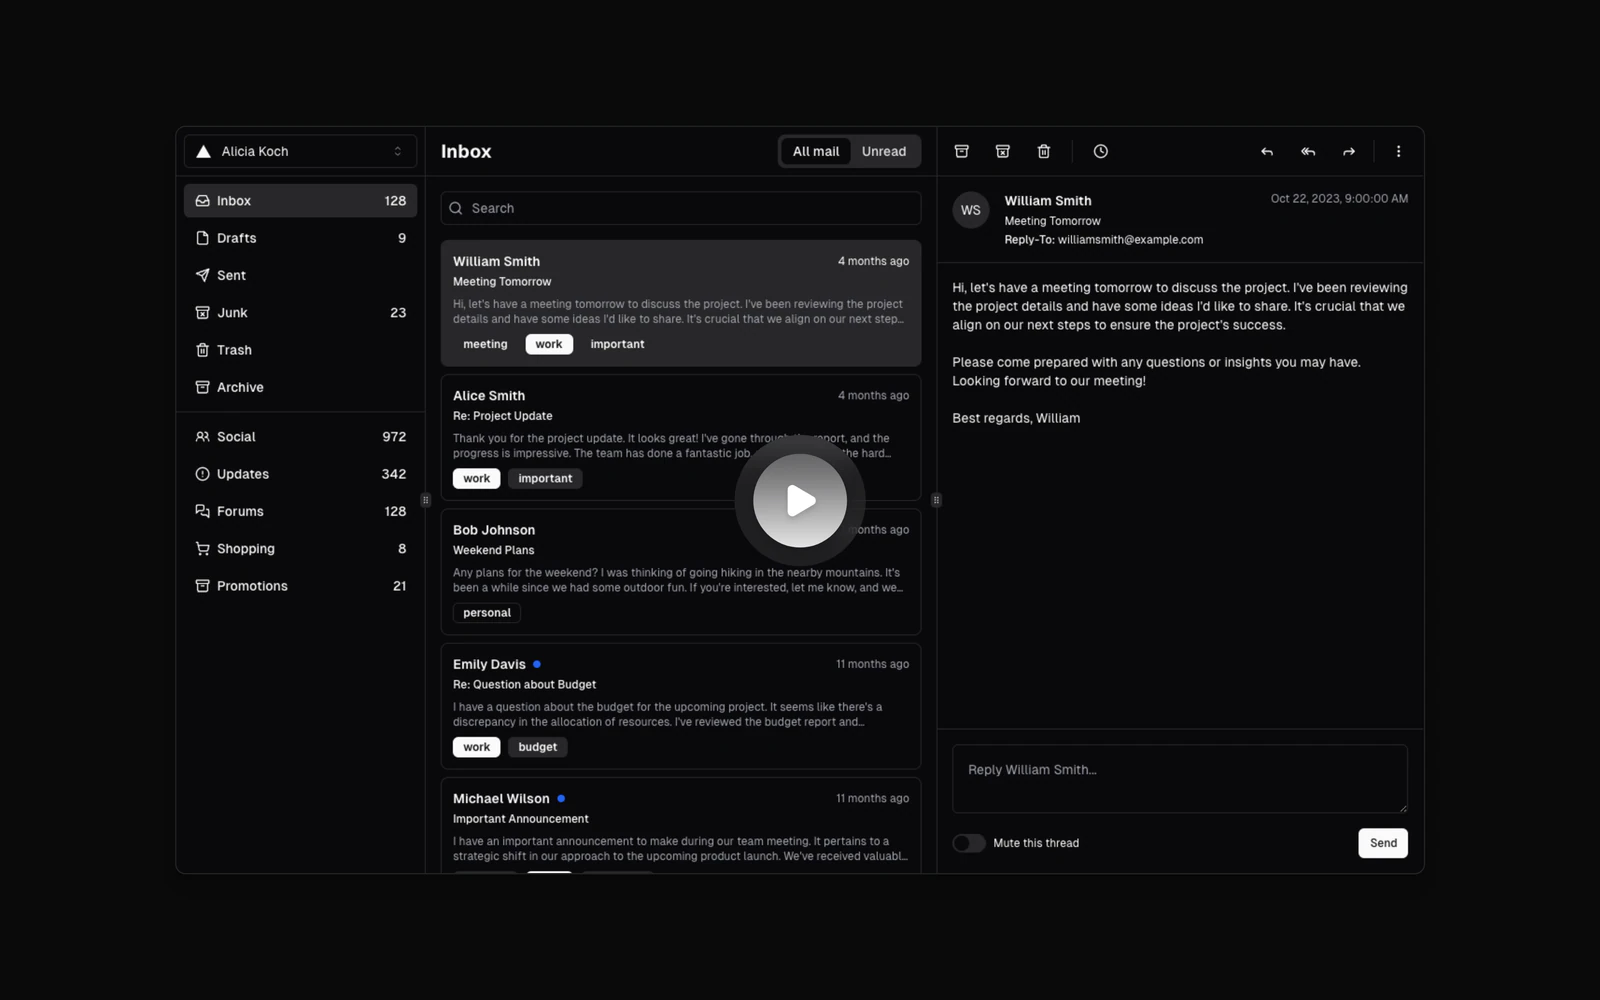 Alicia Koch
Inbox 128
Drafts 9
Sent
Junk 23
Trash
Archive
Social 972
Updates 342
Forums 128
Shopping 8
Promotions 21
Inbox
All mail Unread
Search
William Smith 4 months ago
Meeting Tomorrow
Hi, let's have a meeting tomorrow to discuss the project. I've been reviewing the project
details and have some ideas I'd like to share. It's crucial that we align on our next step...
meeting work important
Alice Smith 4 months ago
Re: Project Update
Thank you for the project update. It looks great! I've gone through the report, and the
progress is impressive. The team has done a fantastic job, the hard...
work important
Bob Johnson months ago
Weekend Plans
Any plans for the weekend? I was thinking of going hiking in the nearby mountains. It's
been a while since we had some outdoor fun. If you're interested, let me know, and we...
personal
Emily Davis 11 months ago
Re: Question about Budget
I have a question about the budget for the upcoming project. It seems like there's a
discrepancy in the allocation of resources. I've reviewed the budget report and...
work budget
Michael Wilson 11 months ago
Important Announcement
I have an important announcement to make during our team meeting. It pertains to a
strategic shift in our approach to the upcoming product launch. We've received valuabl...
WS
William Smith Oct 22, 2023, 9:00:00 AM
Meeting Tomorrow
Reply-To: williamsmith@example.com
Hi, let's have a meeting tomorrow to discuss the project. I've been reviewing
the project details and have some ideas I'd like to share. It's crucial that we
align on our next steps to ensure the project's success.
Please come prepared with any questions or insights you may have.
Looking forward to our meeting!
Best regards, William
Reply William Smith...
Mute this thread Send